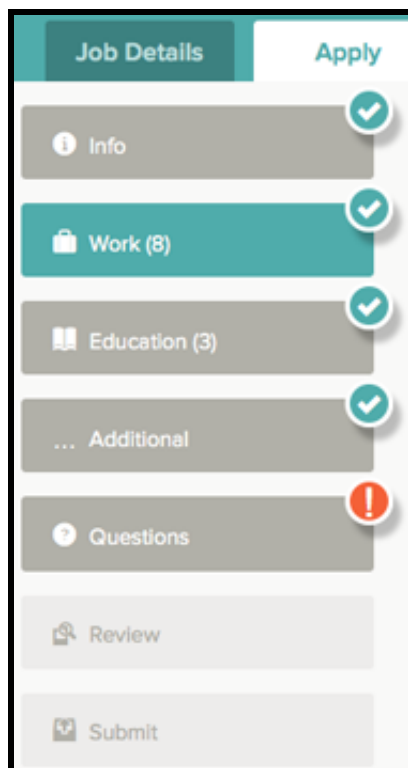 Job Details
Apply
Info
Work (8)
Education (3)
... Additional
Questions
Review
Submit